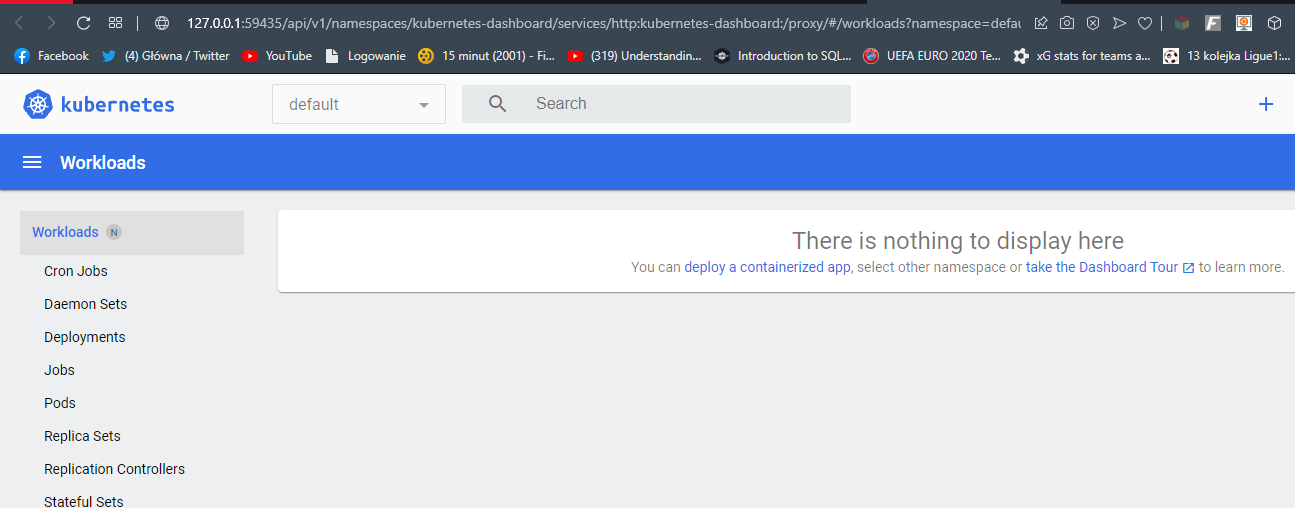 127.0.0.1:59435/api/v1/namespaces/kubernetes-dashboard/services/http:kubernetes-dashboard:/proxy/#/workloads?namespace=defau
Facebook (4) Główna / Twitter YouTube Logowanie 15 minut (2001) - Fi... (319) Understandin... Introduction to SQL... UEFA EURO 2020 Te... xG stats for teams a... 13 kolejka Ligue1:...
kubernetes default Search
Workloads
Workloads N
Cron Jobs
Daemon Sets
Deployments
Jobs
Pods
Replica Sets
Replication Controllers
Stateful Sets
There is nothing to display here
You can deploy a containerized app, select other namespace or take the Dashboard Tour to learn more.